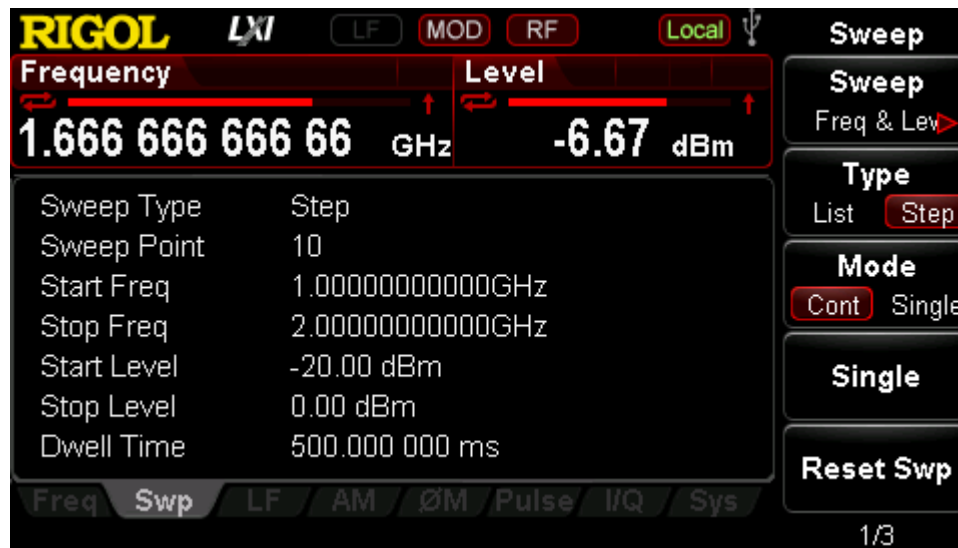 RIGOL LXI LF MOD RF Local
Frequency
1.666 666 666 66 GHz
Level
-6.67 dBm
Sweep Type Step
Sweep Point 10
Start Freq 1.00000000000GHz
Stop Freq 2.00000000000GHz
Start Level -20.00 dBm
Stop Level 0.00 dBm
Dwell Time 500.000 000 ms
Freq Swp LF AM ØM Pulse I/Q Sys
Sweep
Sweep
Freq & Lev
Type
List Step
Mode
Cont Single
Single
Reset Swp
1/3